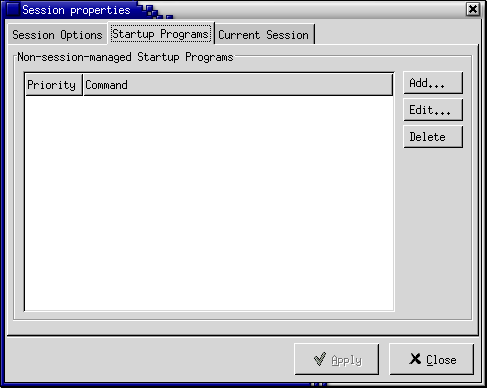 Session properties
Session Options Startup Programs Current Session
Non-session-managed Startup Programs
Priority Command
Add...
Edit...
Delete
Apply Close